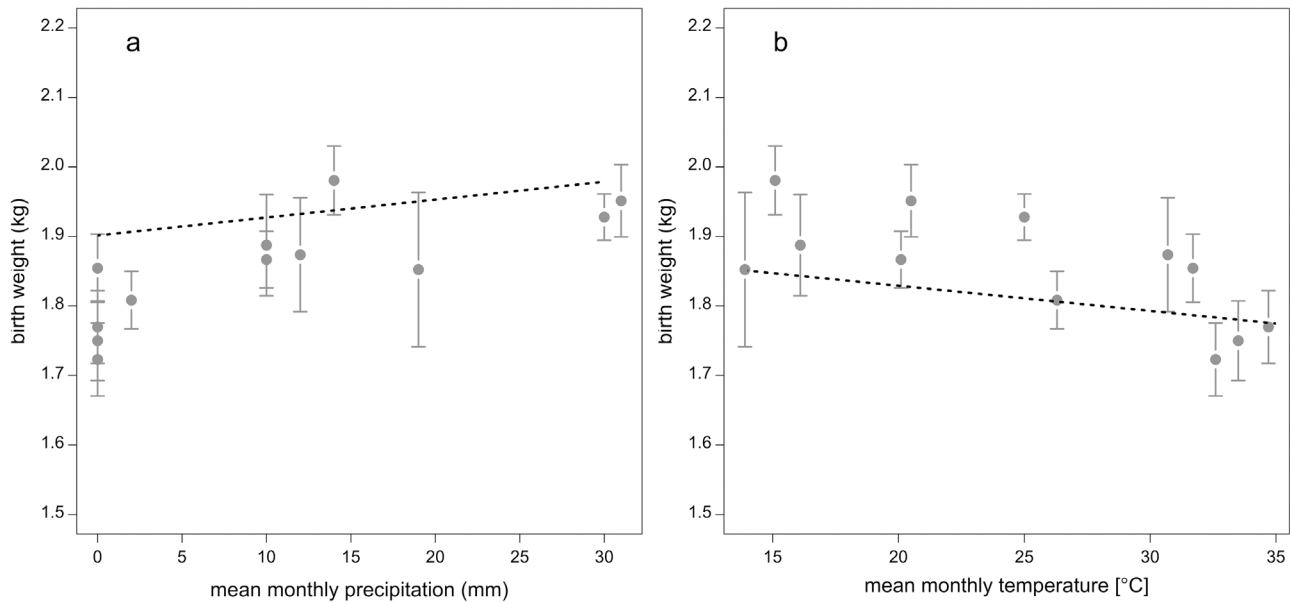 a
2.2
2.1
2.0
1.9
1.8
1.7
1.6
1.5
birth weight (kg)
0 5 10 15 20 25 30
mean monthly precipitation (mm)
b
2.2
2.1
2.0
1.9
1.8
1.7
1.6
1.5
birth weight (kg)
15 20 25 30 35
mean monthly temperature [°C]